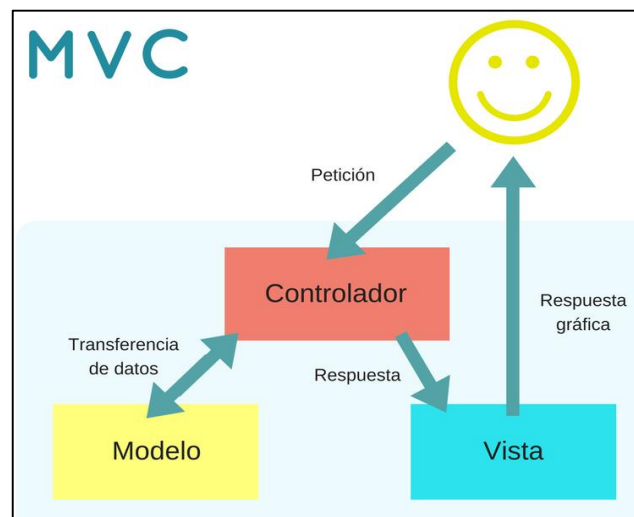 MVC
Petición
Controlador
Respuesta
gráfica
Transferencia
de datos
Respuesta
Modelo
Vista